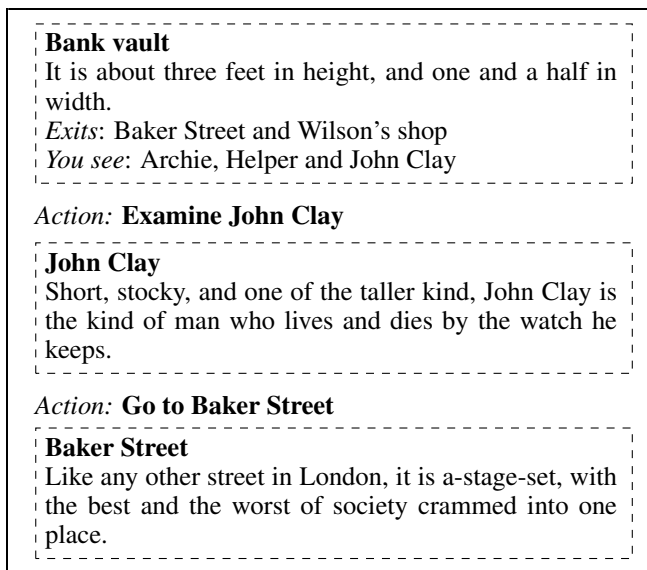 Bank vault
It is about three feet in height, and one and a half in
width.
Exits: Baker Street and Wilson's shop
You see: Archie, Helper and John Clay
Action: Examine John Clay
John Clay
Short, stocky, and one of the taller kind, John Clay is
the kind of man who lives and dies by the watch he
keeps.
Action: Go to Baker Street
Baker Street
Like any other street in London, it is a-stage-set, with
the best and the worst of society crammed into one
place.